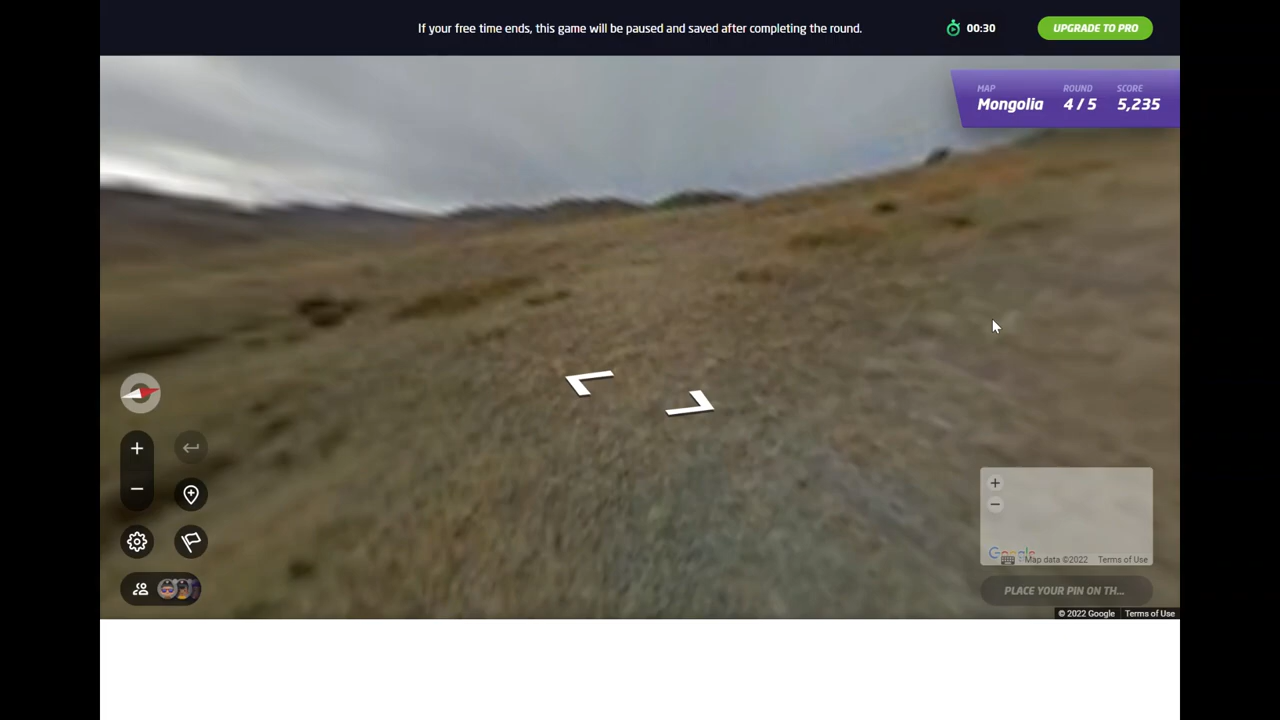 If your free time ends, this game will be paused and saved after completing the round.
00:30
UPGRADE TO PRO
MAP ROUND SCORE
Mongolia 4 / 5 5,235
Google
Map data ©2022 Terms of Use
PLACE YOUR PIN ON TH...
© 2022 Google Terms of Use